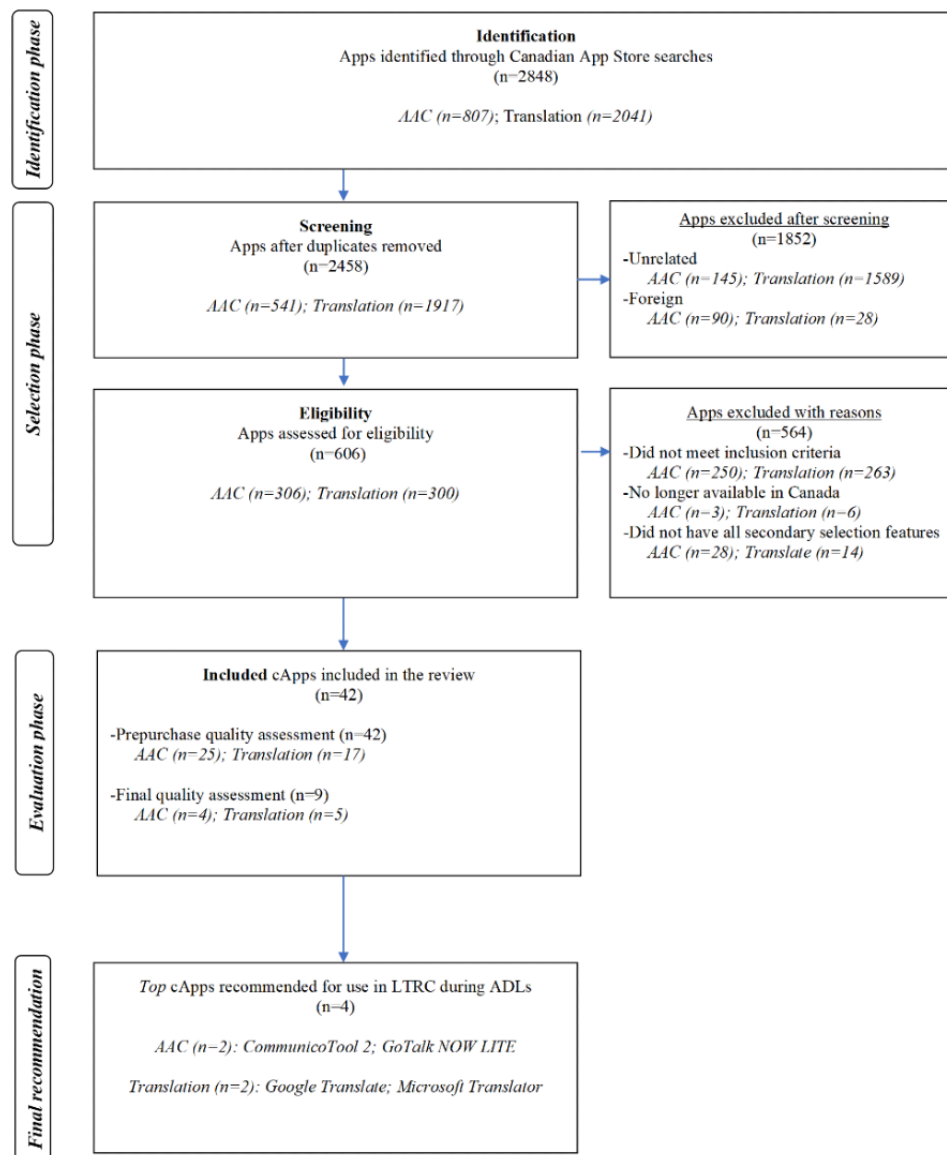 Identification phase
Identification
Apps identified through Canadian App Store searches
(n=2848)
AAC (n=807); Translation (n=2041)
Selection phase
Screening
Apps after duplicates removed
(n=2458)
AAC (n=541); Translation (n=1917)
Apps excluded after screening
(n=1852)
-Unrelated
AAC (n=145); Translation (n=1589)
-Foreign
AAC (n=90); Translation (n=28)
Eligibility
Apps assessed for eligibility
(n=606)
AAC (n=306); Translation (n=300)
Apps excluded with reasons
(n=564)
-Did not meet inclusion criteria
AAC (n=250); Translation (n=263)
-No longer available in Canada
AAC (n=3); Translation (n=6)
-Did not have all secondary selection features
AAC (n=28); Translate (n=14)
Evaluation phase
Included cApps included in the review
(n=42)
-Prepurchase quality assessment (n=42)
AAC (n=25); Translation (n=17)
-Final quality assessment (n=9)
AAC (n=4); Translation (n=5)
Final recommendation
Top cApps recommended for use in LTRC during ADLs
(n=4)
AAC (n=2): CommunicoTool 2; GoTalk NOW LITE
Translation (n=2): Google Translate; Microsoft Translator